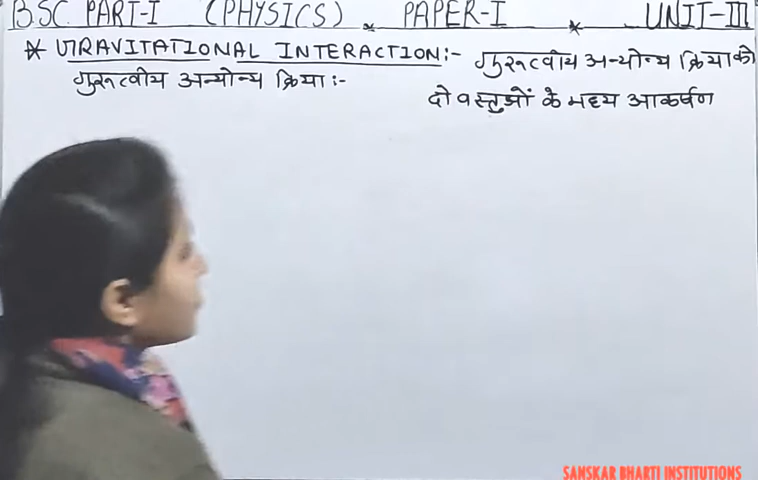 BSC PART-I (PHYSICS) * PAPER-I * UNIT-III
* GRAVITATIONAL INTERACTION:- गुरूत्वीय अन्योन्य क्रिया को
गुरूत्वीय अन्योन्य क्रिया:- दो वस्तुओं के मध्य आकर्षण
SANSKAR BHARTI INSTITUTIONS